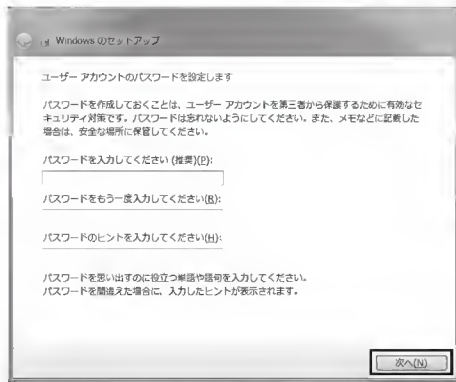 Windows のセットアップ
ユーザー アカウントのパスワードを設定します
パスワードを作成しておくことは、ユーザー アカウントを第三者から保護するために有効なセ
キュリティ対策です。パスワードは忘れないようにしてください。また、メモなどに記載した
場合は、安全な場所に保管してください。
パスワードを入力してください (推奨)(P):
パスワードをもう一度入力してください(R):
パスワードのヒントを入力してください(H):
パスワードを思い出すのに役立つ単語や語句を入力してください。
パスワードを間違えた場合に、入力したヒントが表示されます。
次へ(N)